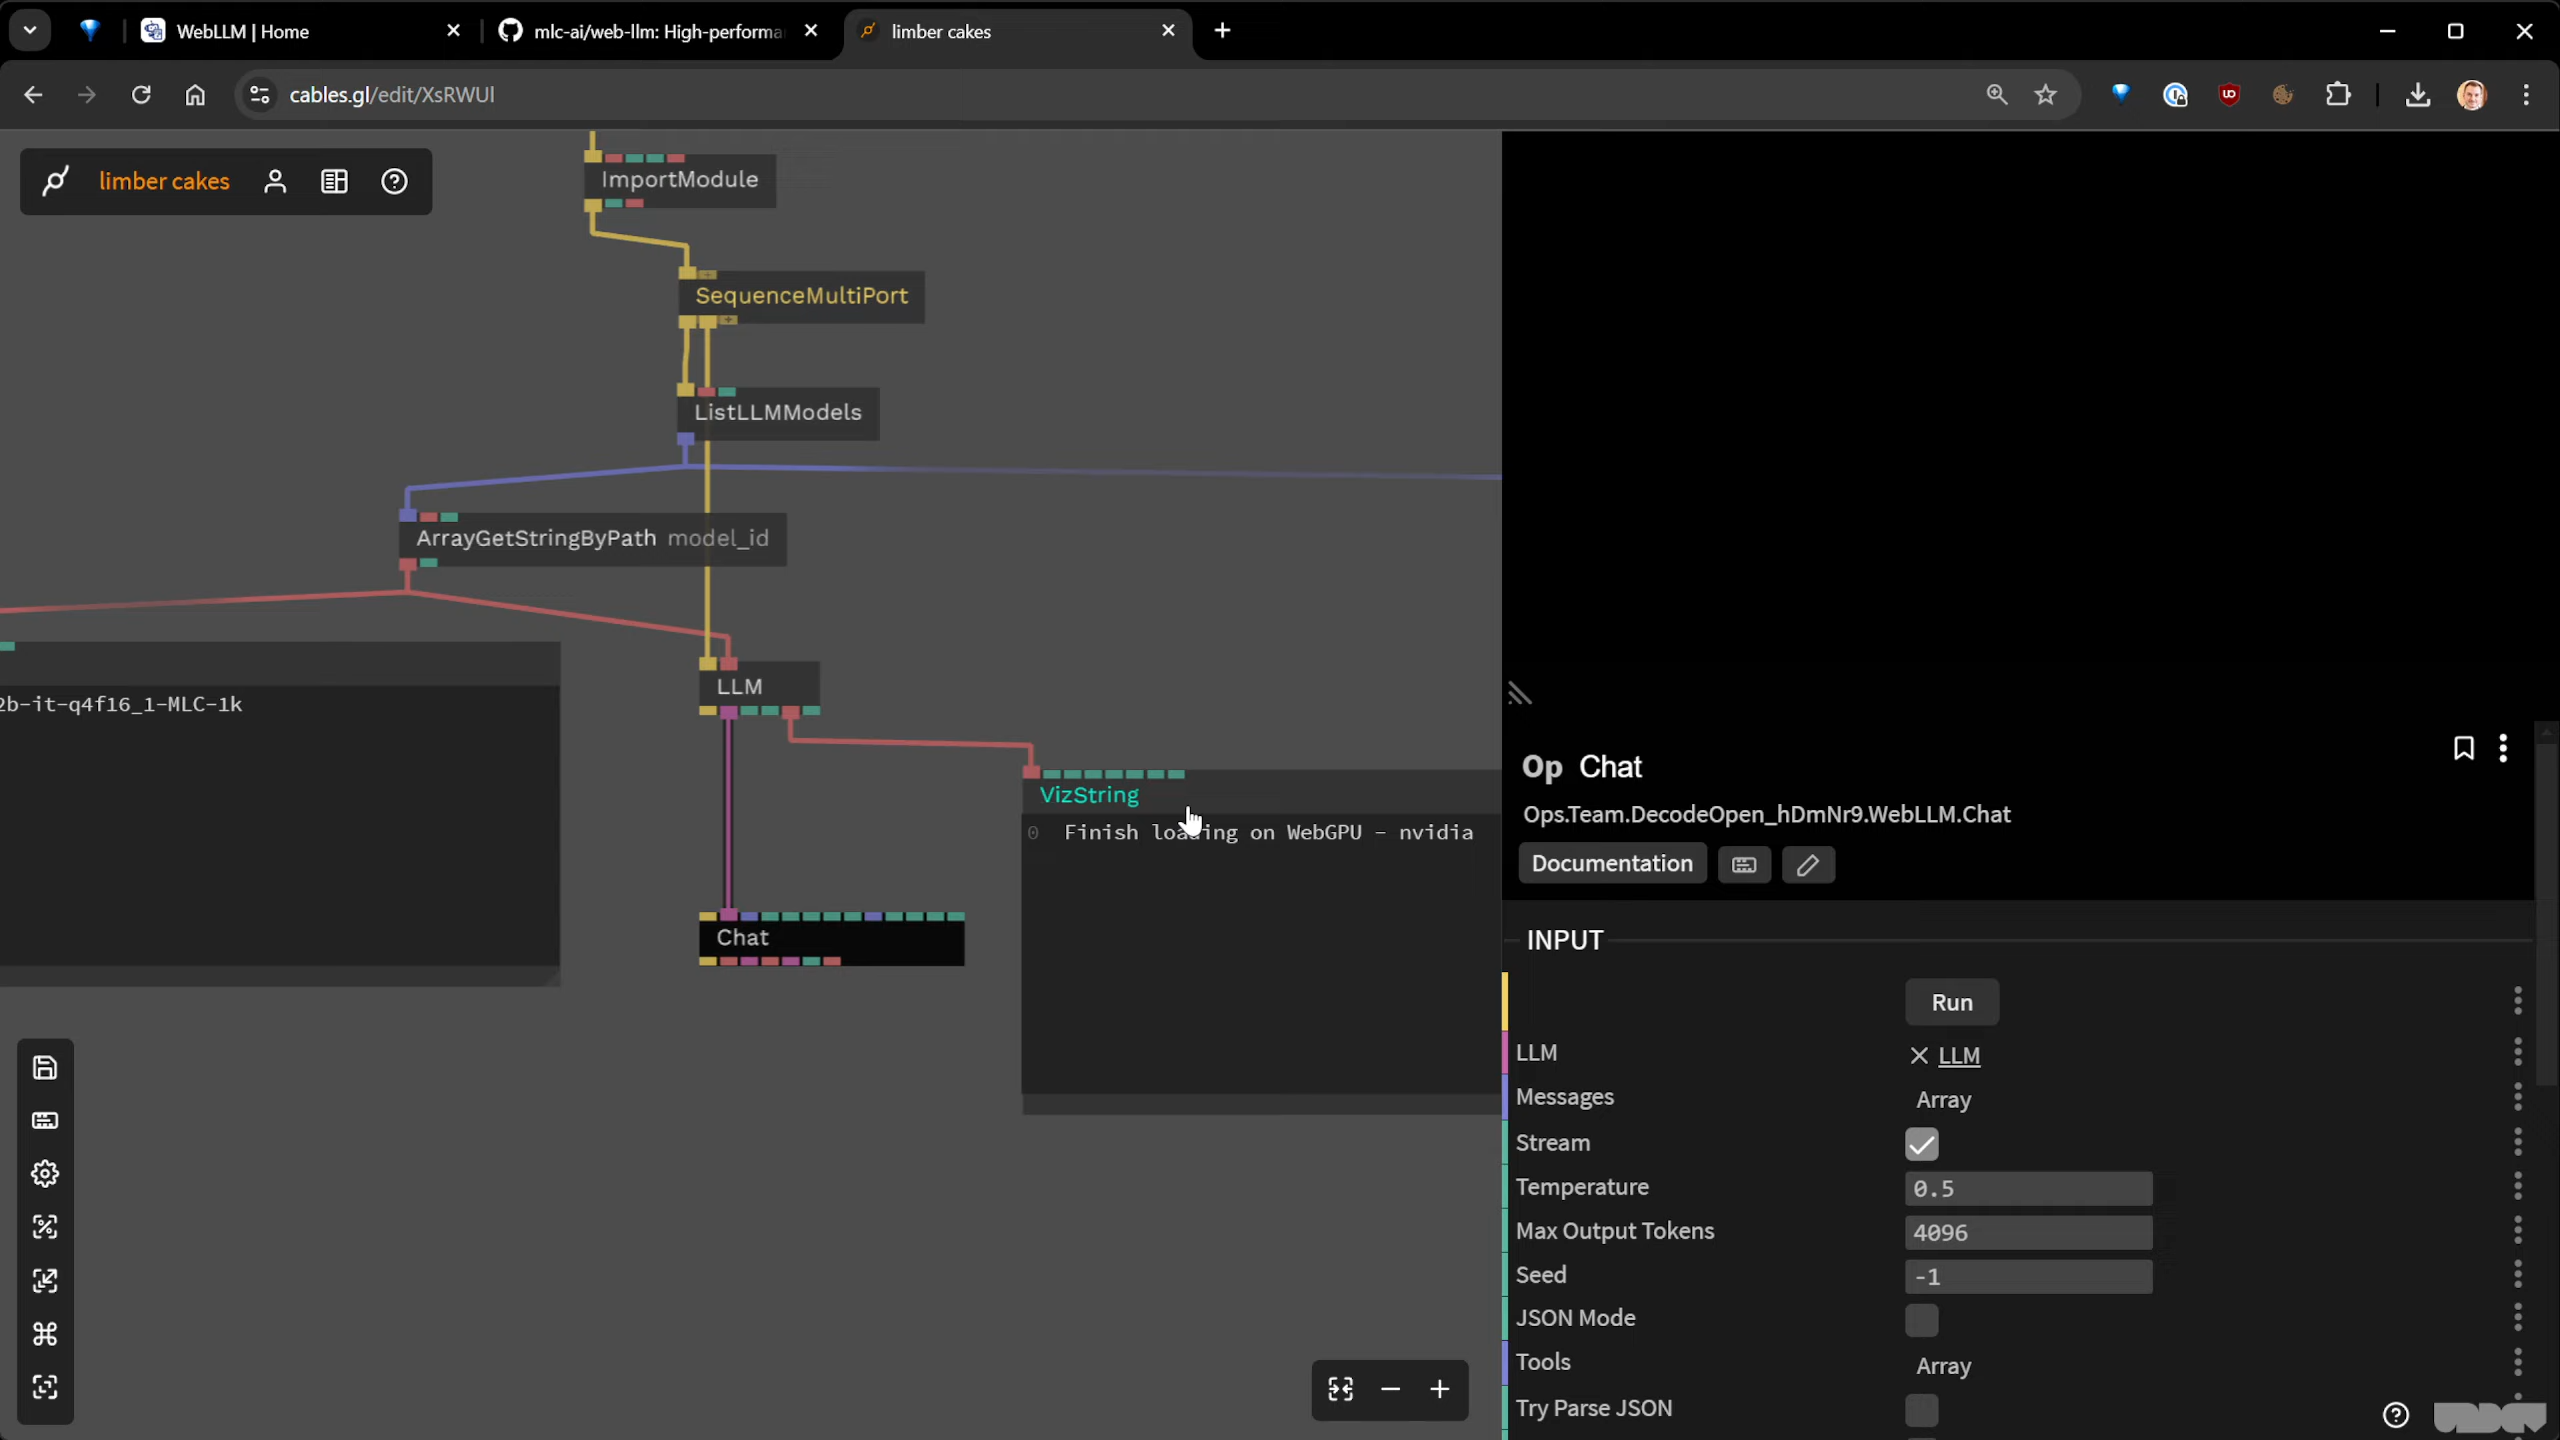 WebLLM | Home
mlc-ai/web-llm: High-performa
limber cakes
cables.gl/edit/XsRWUl
limber cakes
ImportModule
SequenceMultiPort
ListLLMModels
ArrayGetStringByPath model_id
2b-it-q4f16_1-MLC-1k
LLM
VizString
0 Finish loading on WebGPU - nvidia
Chat
Op Chat
Ops.Team.DecodeOpen_hDmNr9.WebLLM.Chat
Documentation
INPUT
Run
LLM LLM
Messages Array
Stream
Temperature 0.5
Max Output Tokens 4096
Seed -1
JSON Mode
Tools Array
Try Parse JSON